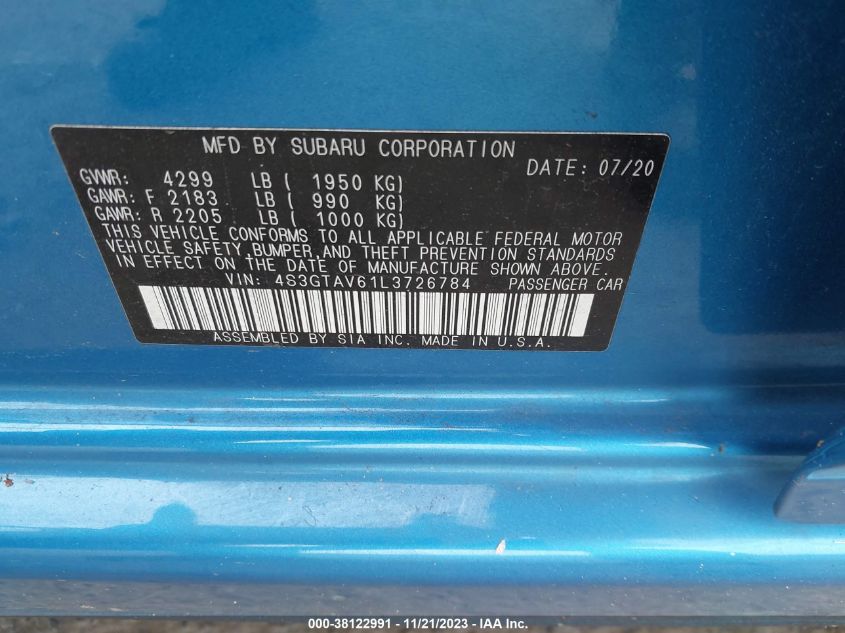 MFD BY SUBARU CORPORATION
DATE: 07/20
GVWR: 4299 LB ( 1950 KG)
GAWR: F 2183 LB ( 990 KG)
GAWR: R 2205 LB ( 1000 KG)
THIS VEHICLE CONFORMS TO ALL APPLICABLE FEDERAL MOTOR
VEHICLE SAFETY, BUMPER, AND THEFT PREVENTION STANDARDS
IN EFFECT ON THE DATE OF MANUFACTURE SHOWN ABOVE.
VIN: 4S3GTAV61L3726784 PASSENGER CAR
ASSEMBLED BY SIA INC. MADE IN U.S.A.
000-38122991 - 11/21/2023 - IAA Inc.